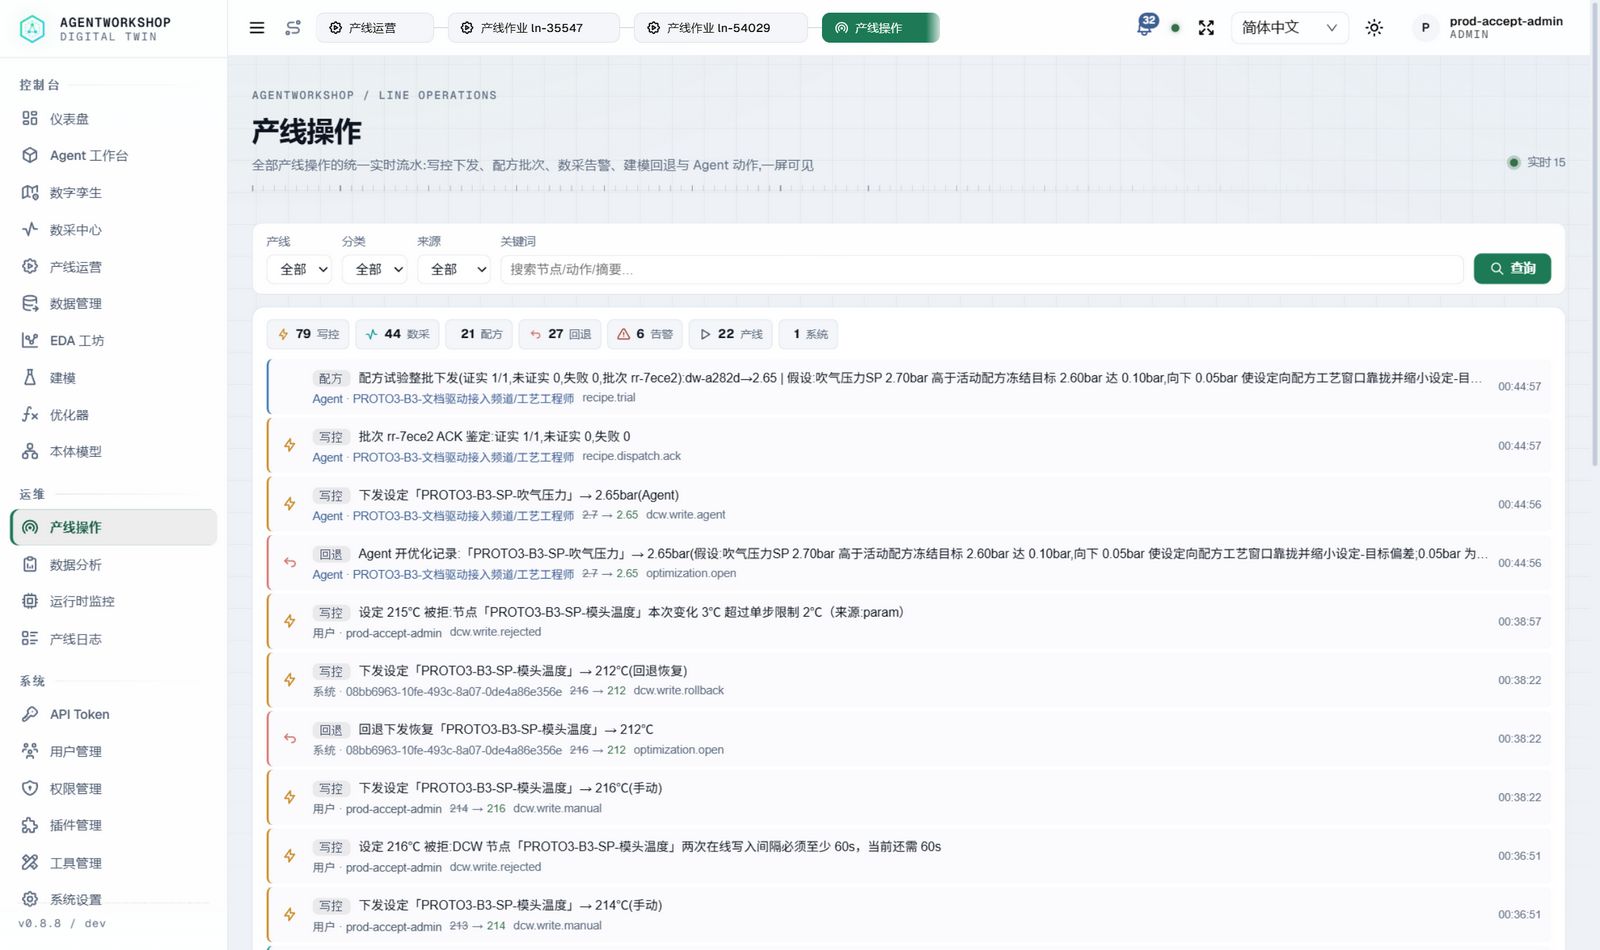 AGENTWORKSHOP
DIGITAL TWIN
产线运营
产线作业 ln-35547
产线作业 ln-54029
产线操作
32
简体中文
P
prod-accept-admin
ADMIN
控制台
仪表盘
Agent 工作台
数字孪生
数采中心
产线运营
数据管理
EDA 工坊
建模
优化器
本体模型
运维
产线操作
数据分析
运行时监控
产线日志
系统
API Token
用户管理
权限管理
插件管理
工具管理
系统设置
v0.8.8 / dev
AGENTWORKSHOP / LINE OPERATIONS
产线操作
全部产线操作的统一实时流水:写控下发、配方批次、数采告警、建模回退与 Agent 动作,一屏可见
实时 15
产线 分类 来源 关键词
全部 全部 全部 搜索节点/动作/摘要... 查询
79 写控 44 数采 21 配方 27 回退 6 告警 22 产线 1 系统
配方 配方试验整批下发(证实 1/1,未证实 0,失败 0,批次 rr-7ece2):dw-a282d→2.65 | 假设:吹气压力SP 2.70bar 高于活动配方冻结目标 2.60bar 达 0.10bar,向下 0.05bar 使设定向配方工艺窗口靠拢并缩小设定-目... 00:44:57
Agent · PROTO3-B3-文档驱动接入频道/工艺工程师 recipe.trial
写控 批次 rr-7ece2 ACK 鉴定:证实 1/1,未证实 0,失败 0 00:44:57
Agent · PROTO3-B3-文档驱动接入频道/工艺工程师 recipe.dispatch.ack
写控 下发设定「PROTO3-B3-SP-吹气压力」→ 2.65bar(Agent) 00:44:56
Agent · PROTO3-B3-文档驱动接入频道/工艺工程师 2.7 → 2.65 dcw.write.agent
回退 Agent 开优化记录:「PROTO3-B3-SP-吹气压力」→ 2.65bar(假设:吹气压力SP 2.70bar 高于活动配方冻结目标 2.60bar 达 0.10bar,向下 0.05bar 使设定向配方工艺窗口靠拢并缩小设定-目标偏差;0.05bar 为... 00:44:56
Agent · PROTO3-B3-文档驱动接入频道/工艺工程师 2.7 → 2.65 optimization.open
写控 设定 215℃ 被拒:节点「PROTO3-B3-SP-模头温度」本次变化 3℃ 超过单步限制 2℃（来源:param） 00:38:57
用户 · prod-accept-admin dcw.write.rejected
写控 下发设定「PROTO3-B3-SP-模头温度」→ 212℃(回退恢复) 00:38:22
系统 · 08bb6963-10fe-493c-8a07-0de4a86e356e 216 → 212 dcw.write.rollback
回退 回退下发恢复「PROTO3-B3-SP-模头温度」→ 212℃ 00:38:22
系统 · 08bb6963-10fe-493c-8a07-0de4a86e356e 216 → 212 optimization.open
写控 下发设定「PROTO3-B3-SP-模头温度」→ 216℃(手动) 00:38:22
用户 · prod-accept-admin 214 → 216 dcw.write.manual
写控 设定 216℃ 被拒:DCW 节点「PROTO3-B3-SP-模头温度」两次在线写入间隔必须至少 60s，当前还需 60s 00:36:51
用户 · prod-accept-admin dcw.write.rejected
写控 下发设定「PROTO3-B3-SP-模头温度」→ 214℃(手动) 00:36:51
用户 · prod-accept-admin 213 → 214 dcw.write.manual